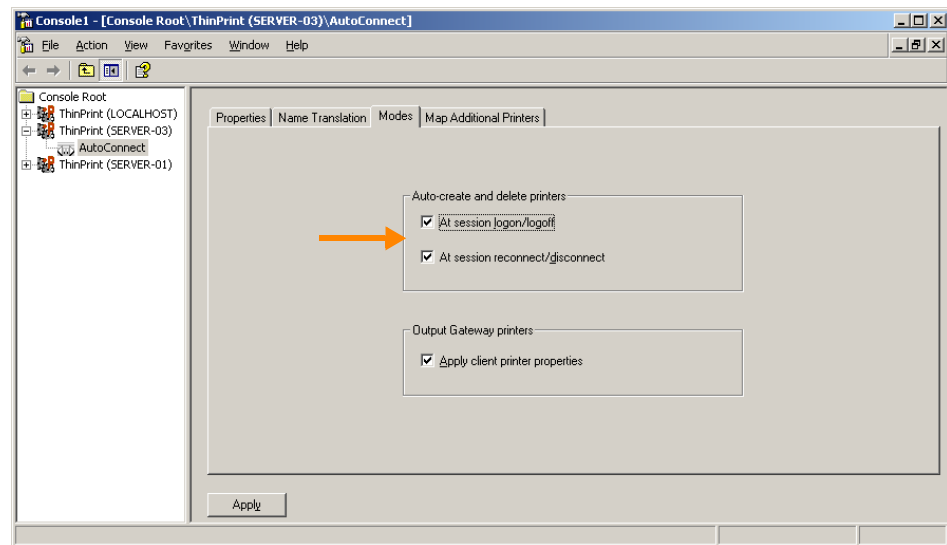 Console1 - [Console Root\ThinPrint (SERVER-03)\AutoConnect]
File Action View Favorites Window Help
Console Root
ThinPrint (LOCALHOST)
ThinPrint (SERVER-03)
AutoConnect
ThinPrint (SERVER-01)
Properties Name Translation Modes Map Additional Printers
Auto-create and delete printers
At session logon/logoff
At session reconnect/disconnect
Output Gateway printers
Apply client printer properties
Apply